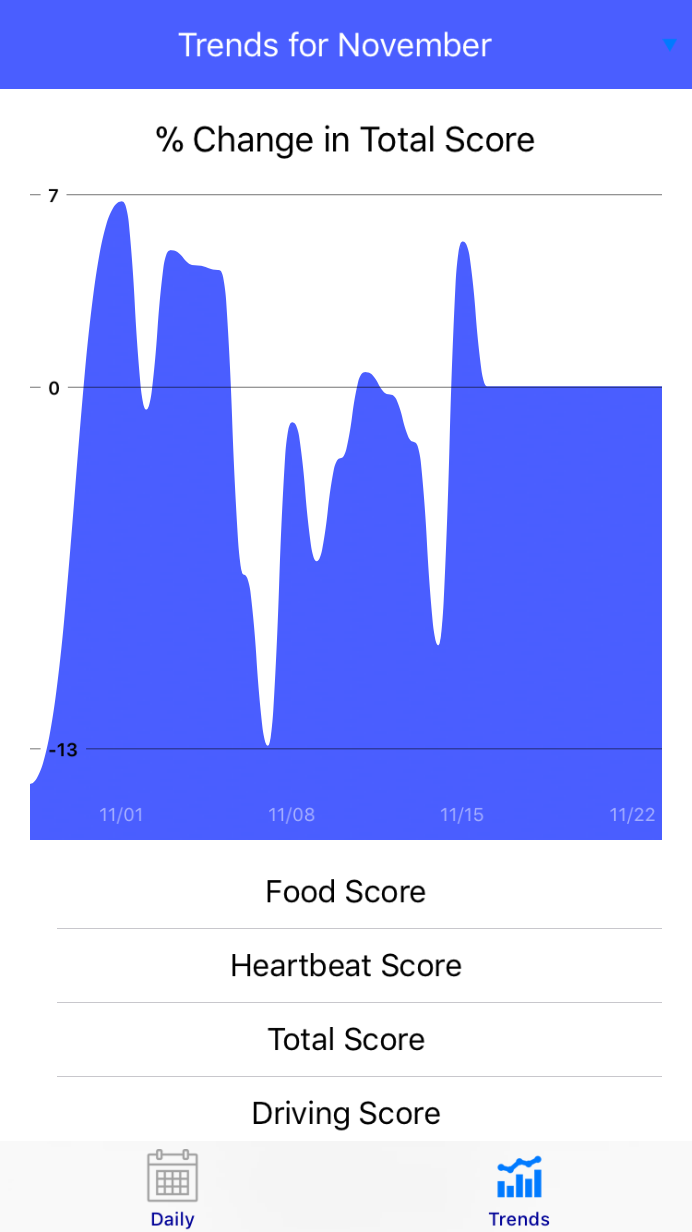 Trends for November
% Change in Total Score
7
0
-13
11/01 11/08 11/15 11/22
Food Score
Heartbeat Score
Total Score
Driving Score
Daily Trends